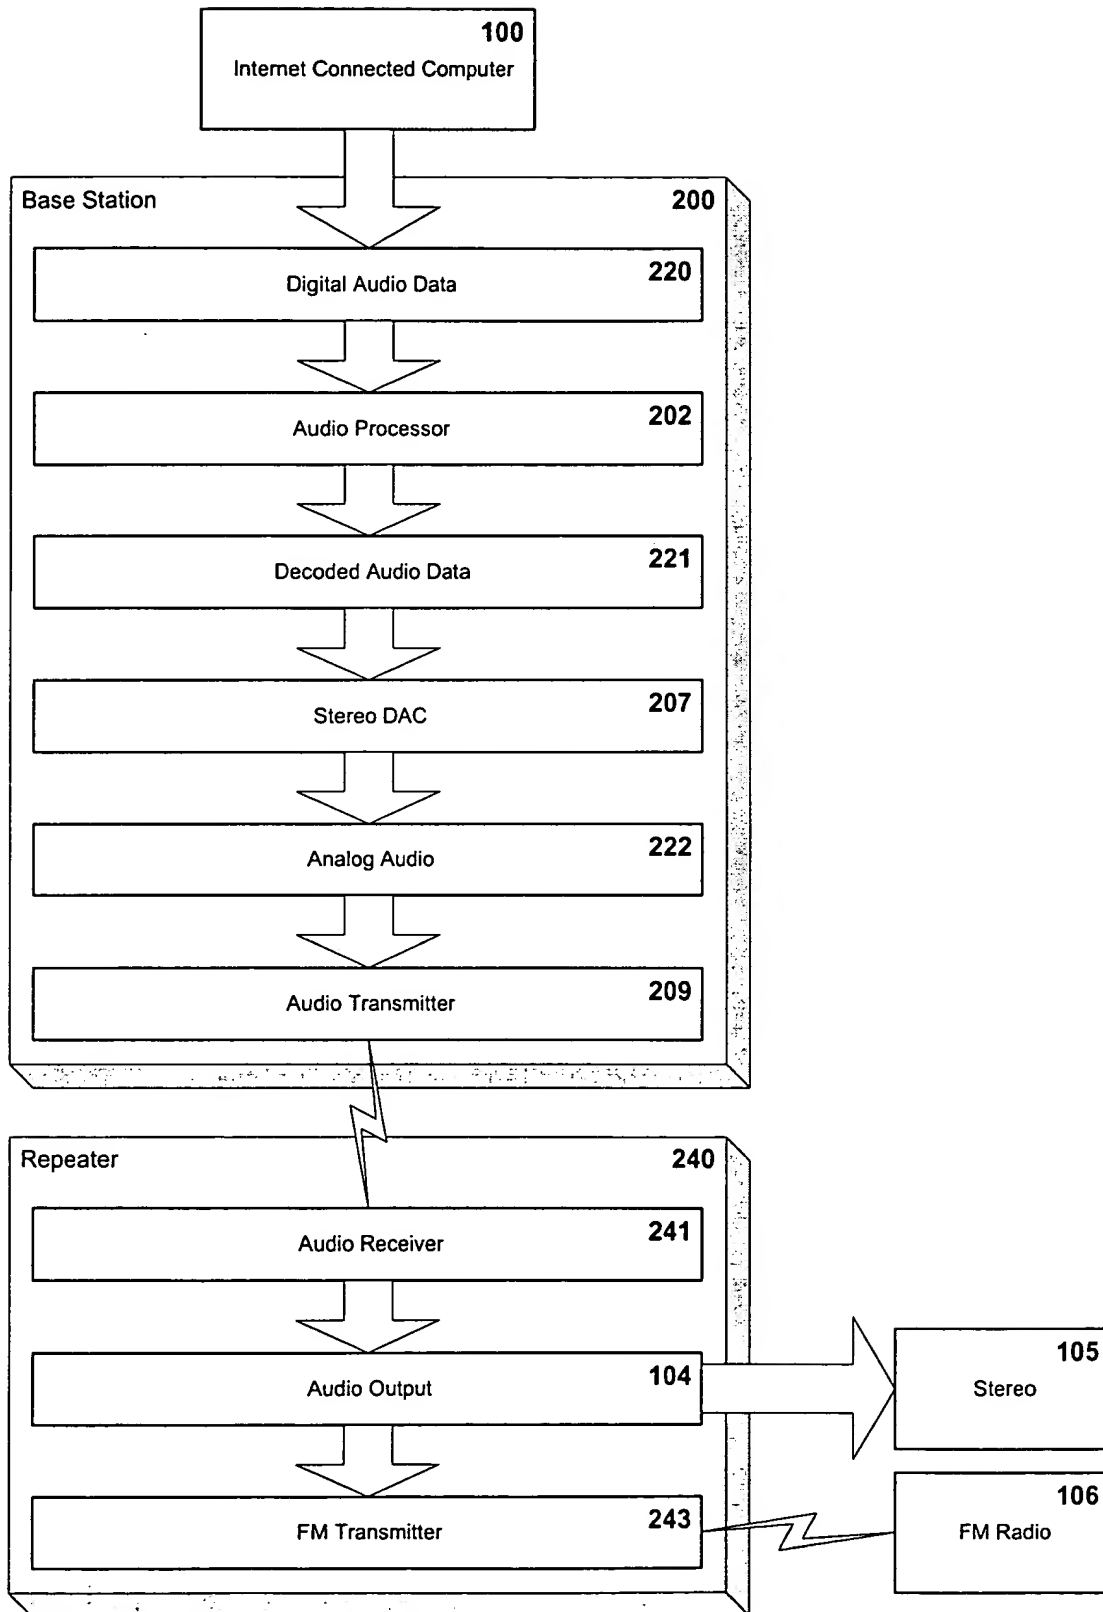 100
Internet Connected Computer
Base Station 200
220
Digital Audio Data
202
Audio Processor
221
Decoded Audio Data
207
Stereo DAC
222
Analog Audio
209
Audio Transmitter
Repeater 240
241
Audio Receiver
104
Audio Output
105
Stereo
243
FM Transmitter
106
FM Radio